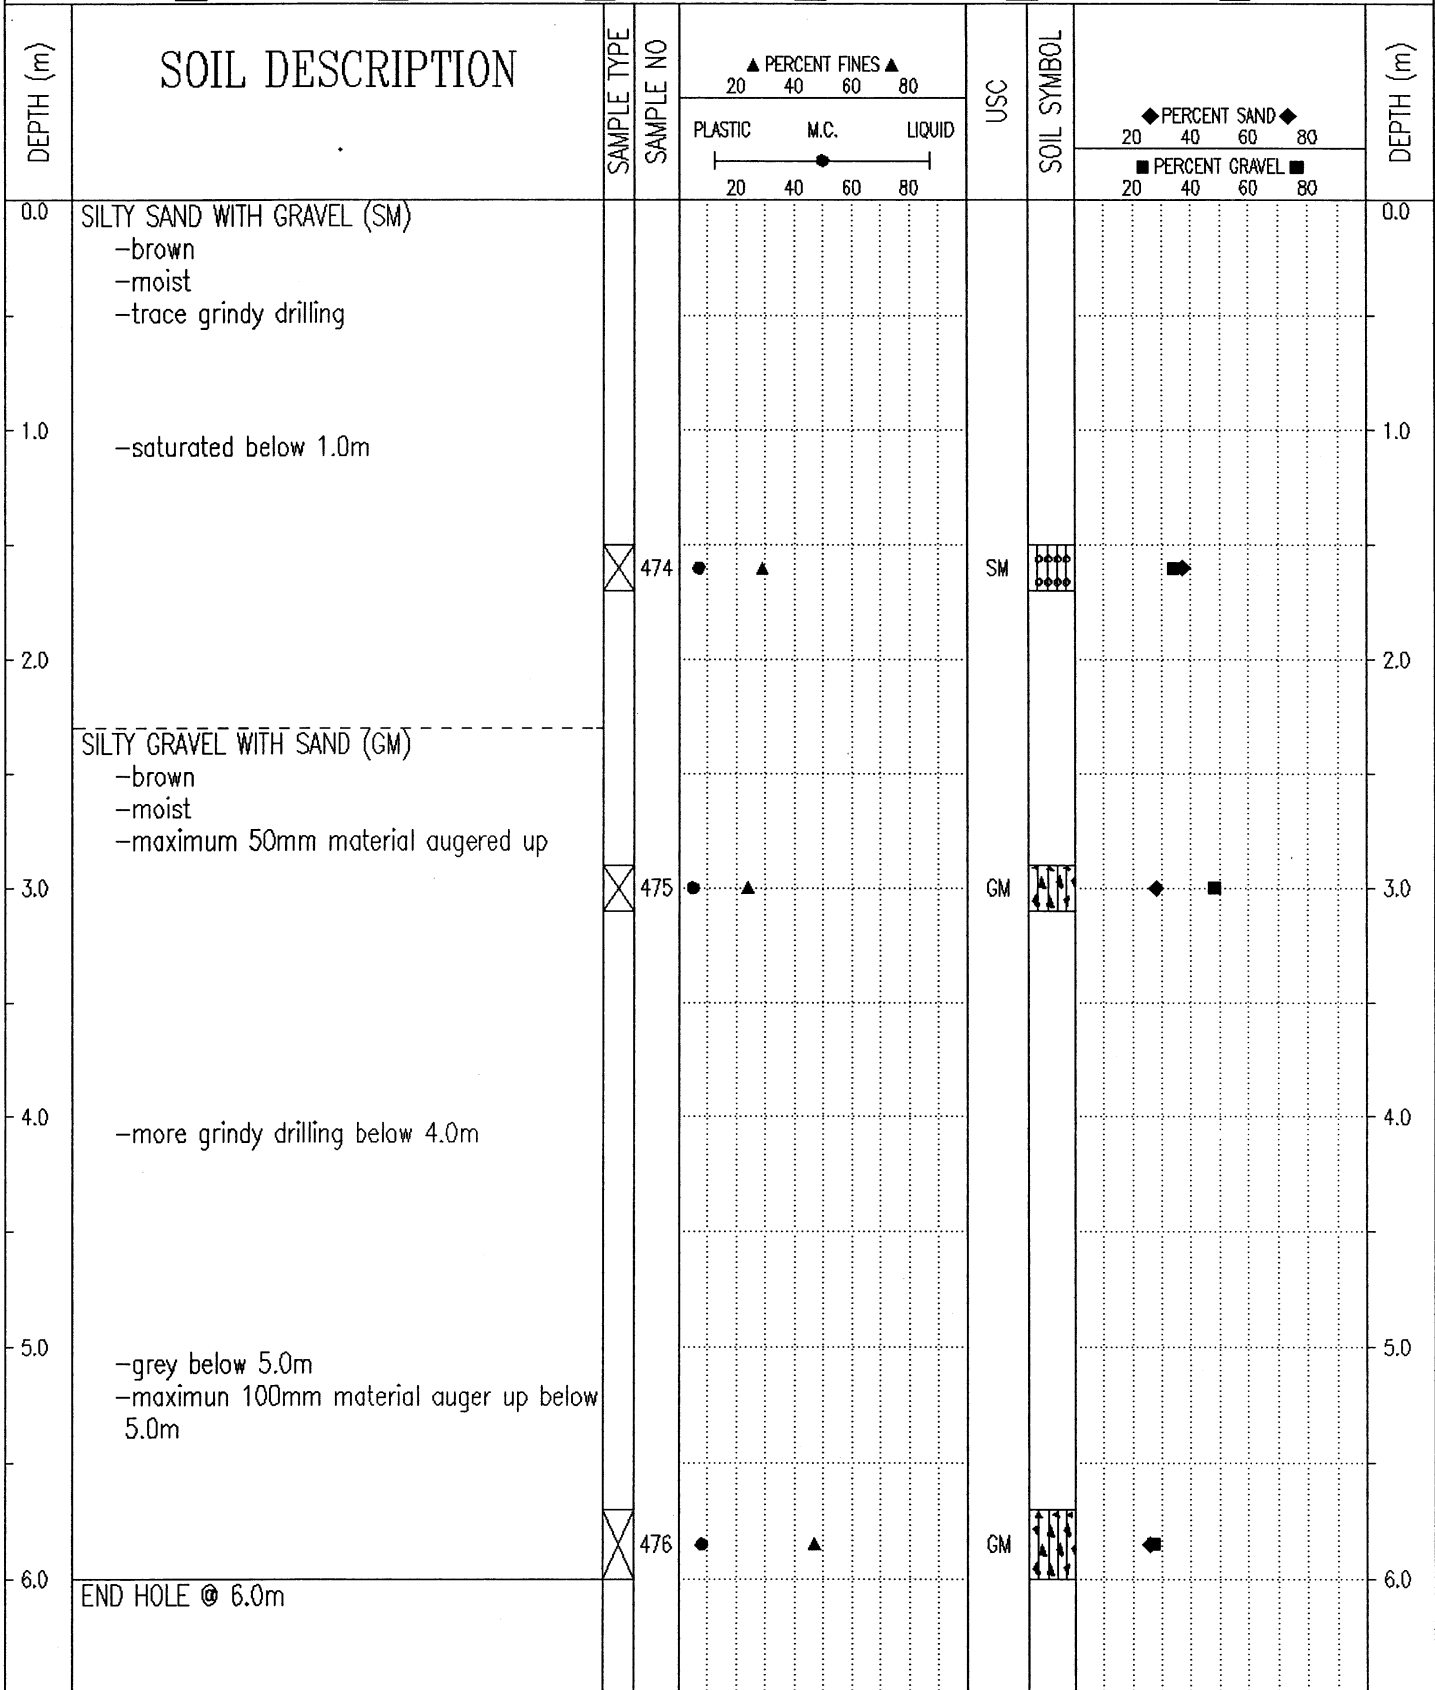 DEPTH (m)
SOIL DESCRIPTION
SAMPLE TYPE
SAMPLE NO
▲ PERCENT FINES ▲
20 40 60 80
PLASTIC M.C. LIQUID
20 40 60 80
USC
SOIL SYMBOL
◆PERCENT SAND◆
20 40 60 80
■ PERCENT GRAVEL ■
20 40 60 80
DEPTH (m)
0.0 SILTY SAND WITH GRAVEL (SM) 0.0
-brown
-moist
-trace grindy drilling
1.0 1.0
-saturated below 1.0m
474 SM
2.0 2.0
SILTY GRAVEL WITH SAND (GM)
-brown
-moist
-maximum 50mm material augered up
3.0 475 GM 3.0
4.0 4.0
-more grindy drilling below 4.0m
5.0 5.0
-grey below 5.0m
-maximun 100mm material auger up below
5.0m
476 GM
6.0 6.0
END HOLE @ 6.0m